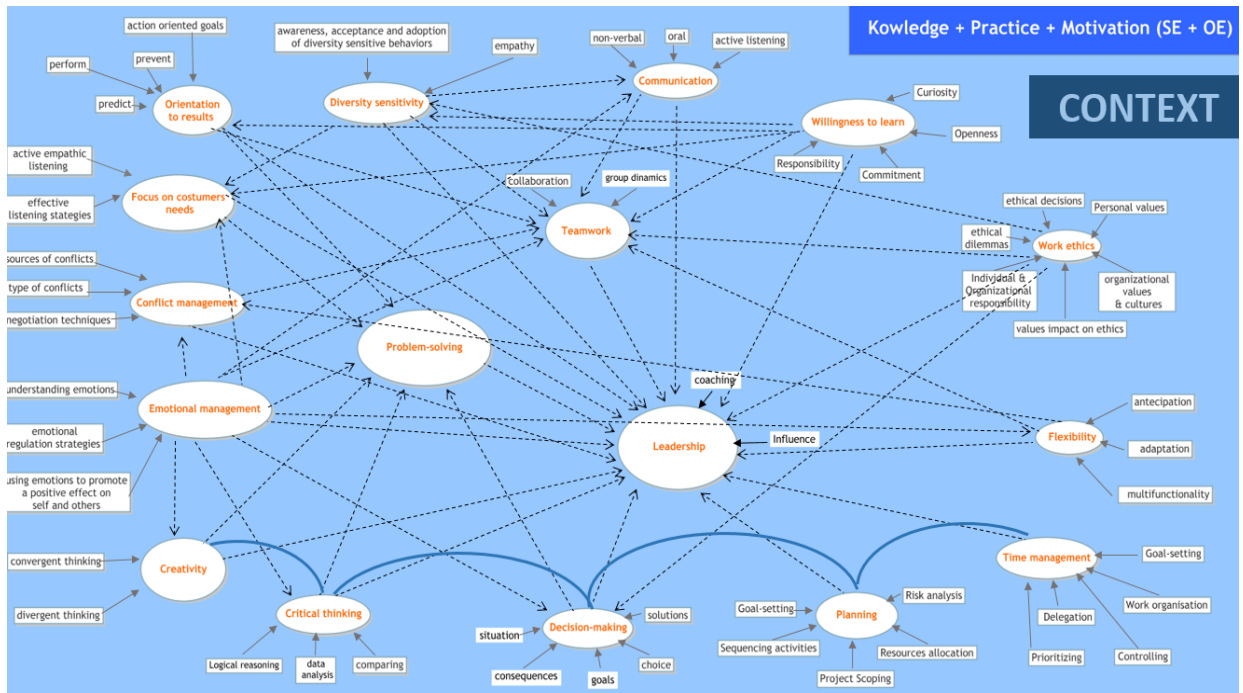 Kowledge + Practice + Motivation (SE + OE)
CONTEXT
action oriented goals
perform
prevent
predict
Orientation
to results
awareness, acceptance and adoption
of diversity sensitive behaviors
empathy
Diversity sensitivity
non-verbal
oral
active listening
Communication
Curiosity
Willingness to learn
Openness
Responsibility
Commitment
active empathic
listening
effective
listening stategies
Focus on costumers
needs
collaboration
group dinamics
Teamwork
ethical decisions
Personal values
ethical
dilemmas
Work ethics
Individual &
Organizational
responsibility
organizational
values
& cultures
values impact on ethics
sources of conflicts
type of conflicts
negotiation techniques
Conflict management
Problem-solving
understanding emotions
emotional
regulation strategies
using emotions to promote
a positive effect on
self and others
Emotional management
coaching
Influence
Leadership
antecipation
Flexibility
adaptation
multifunctionality
convergent thinking
divergent thinking
Creativity
Critical thinking
Logical reasoning
data
analysis
comparing
situation
Decision-making
solutions
consequences
goals
choice
Goal-setting
Risk analysis
Planning
Sequencing activities
Resources allocation
Project Scoping
Time management
Goal-setting
Work organisation
Delegation
Prioritizing
Controlling